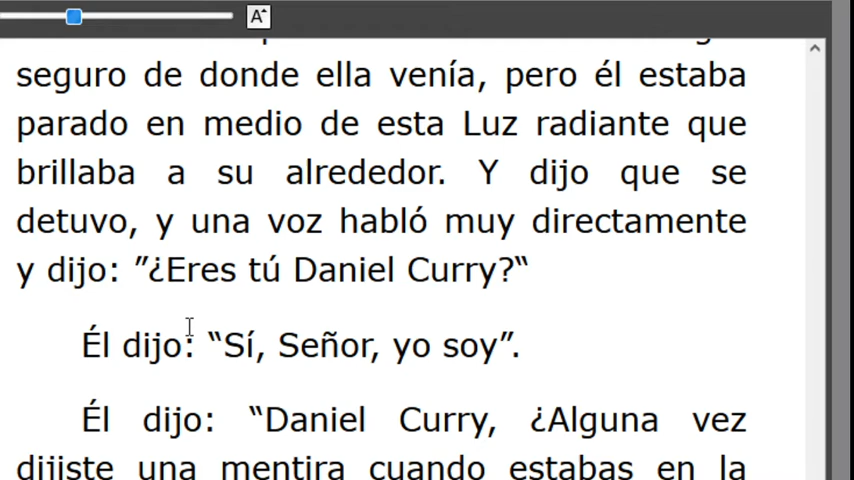 A
seguro de donde ella venía, pero él estaba
parado en medio de esta Luz radiante que
brillaba a su alrededor. Y dijo que se
detuvo, y una voz habló muy directamente
y dijo: ”¿Eres tú Daniel Curry?“
Él dijo: “Sí, Señor, yo soy”.
Él dijo: “Daniel Curry, ¿Alguna vez
dijiste una mentira cuando estabas en la